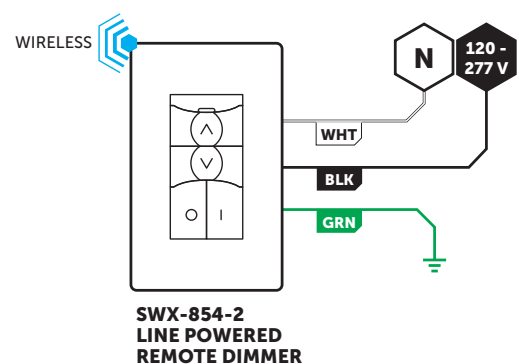 WIRELESS
N
120 -
277 V
WHT
BLK
GRN
O I
SWX-854-2
LINE POWERED
REMOTE DIMMER